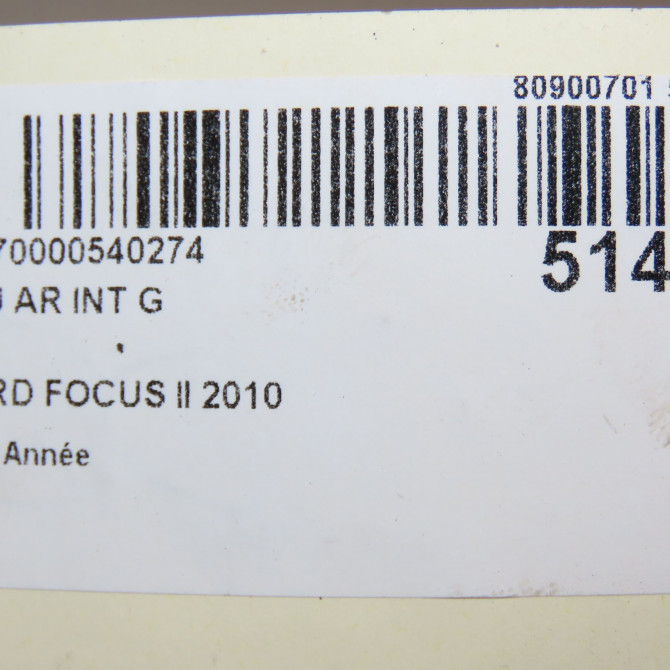 80900701
70000540274
514
AR INT G
RD FOCUS II 2010
Année